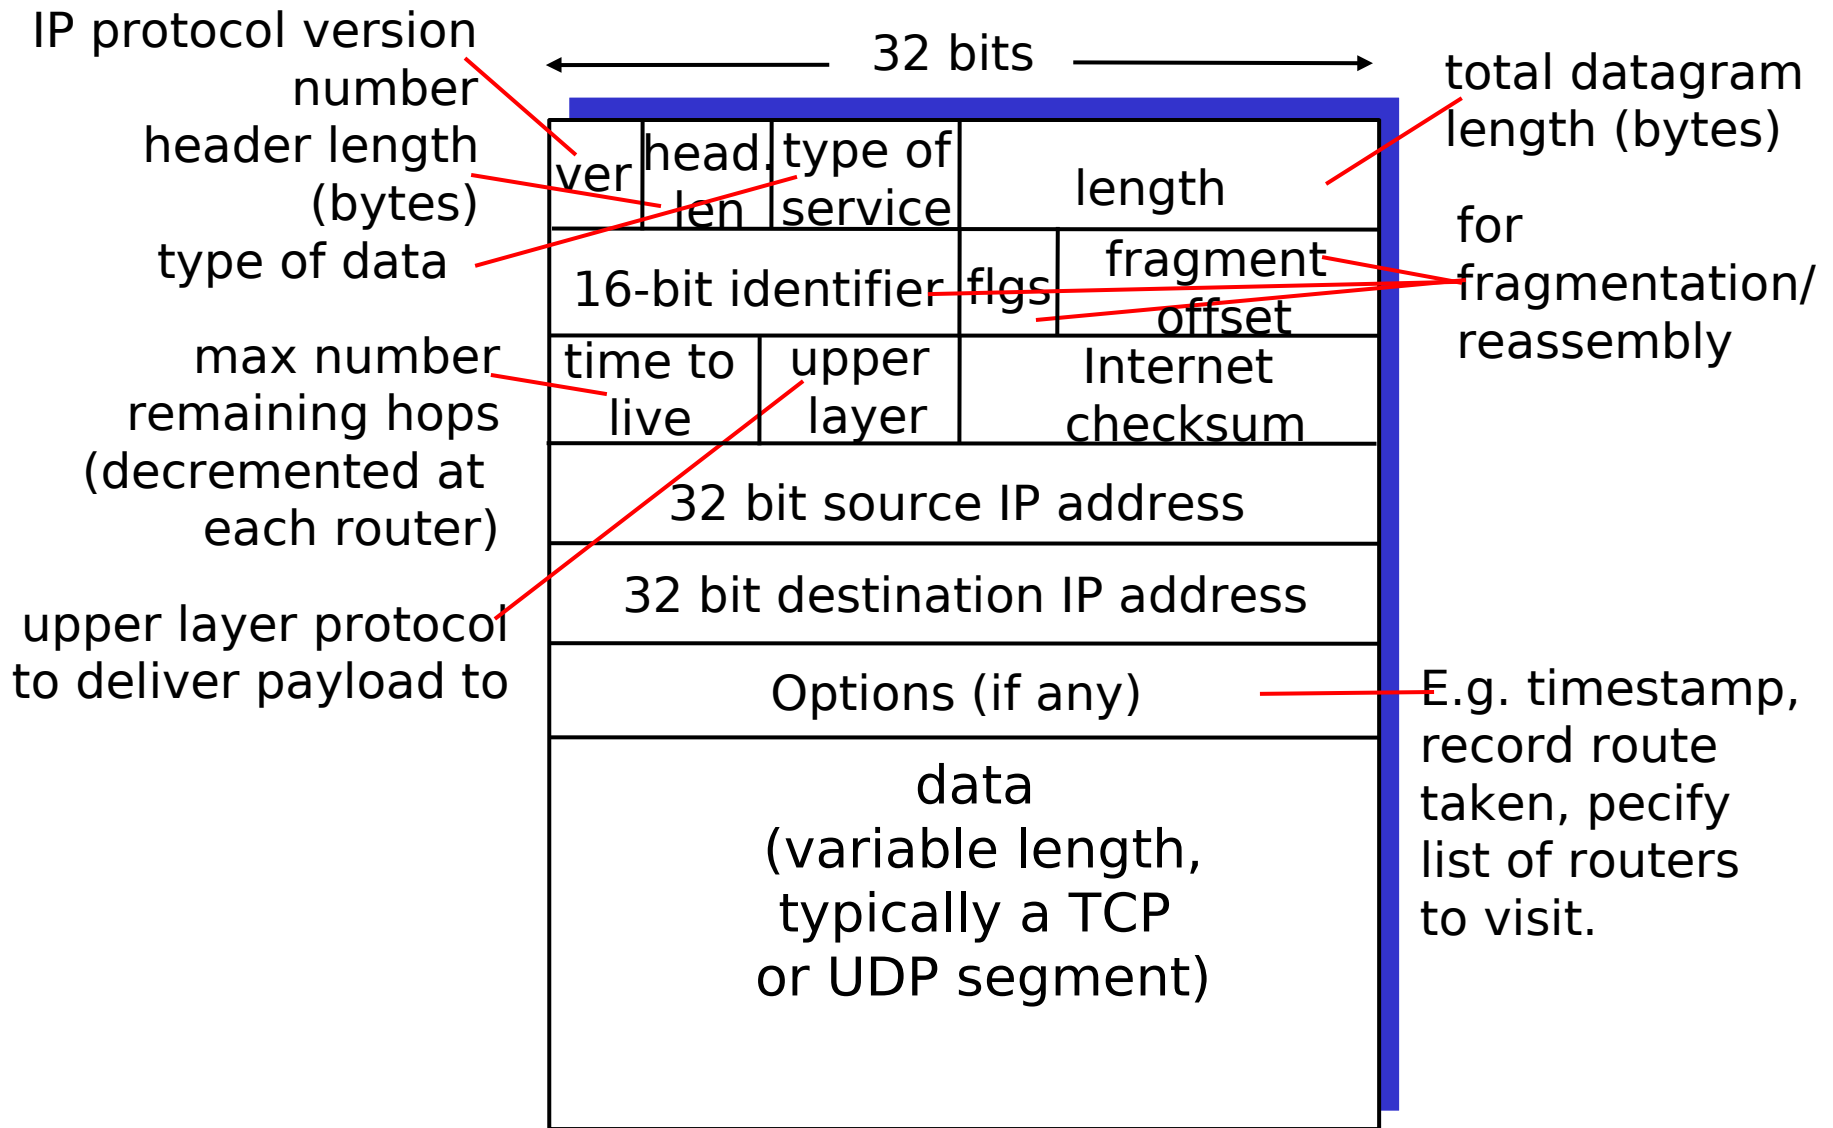 IP protocol version
number
header length
(bytes)
type of data
max number
remaining hops
(decremented at
each router)
upper layer protocol
to deliver payload to
32 bits
ver
head.
len
type of
service
length
16-bit identifier
flgs
fragment
offset
time to
live
upper
layer
Internet
checksum
32 bit source IP address
32 bit destination IP address
Options (if any)
data
(variable length,
typically a TCP
or UDP segment)
total datagram
length (bytes)
for
fragmentation/
reassembly
E.g. timestamp,
record route
taken, pecify
list of routers
to visit.